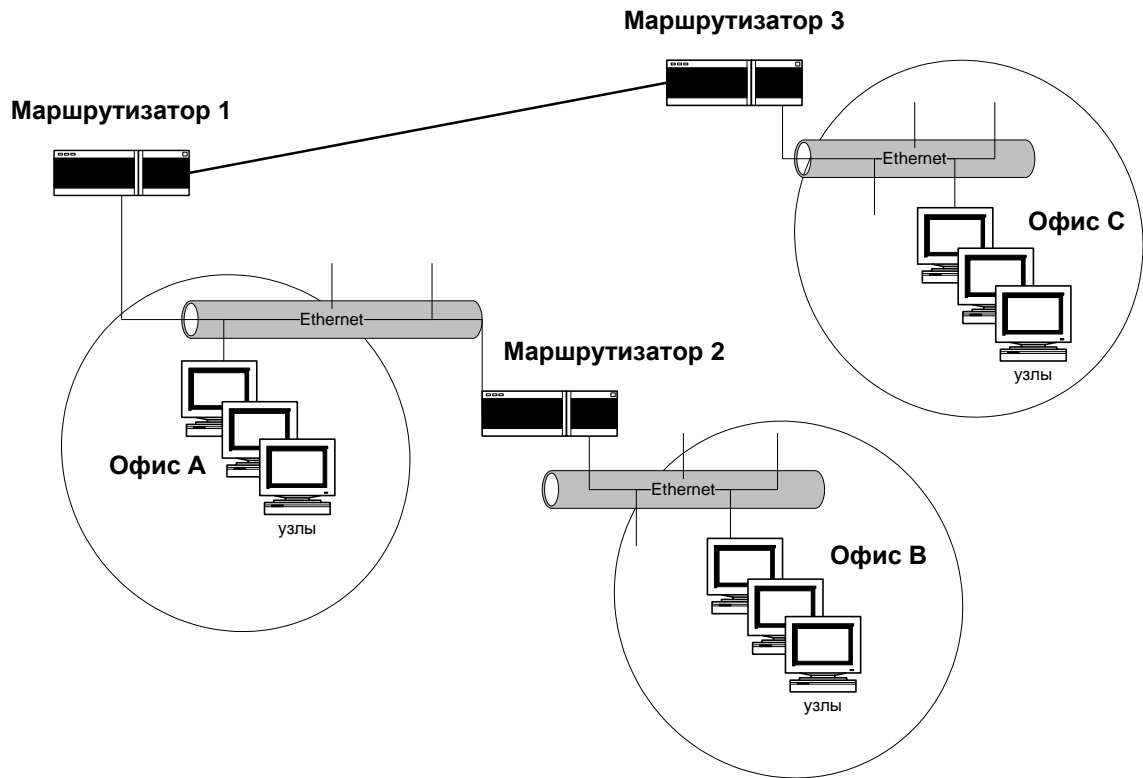 Маршрутизатор 3
Маршрутизатор 1
Ethernet
Офис C
узлы
Ethernet
Маршрутизатор 2
Офис A
узлы
Ethernet
Офис B
узлы